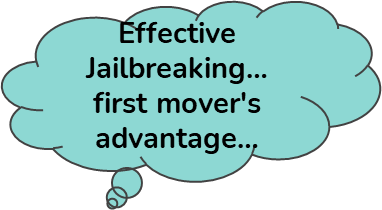 Effective
Jailbreaking...
first mover's
advantage...